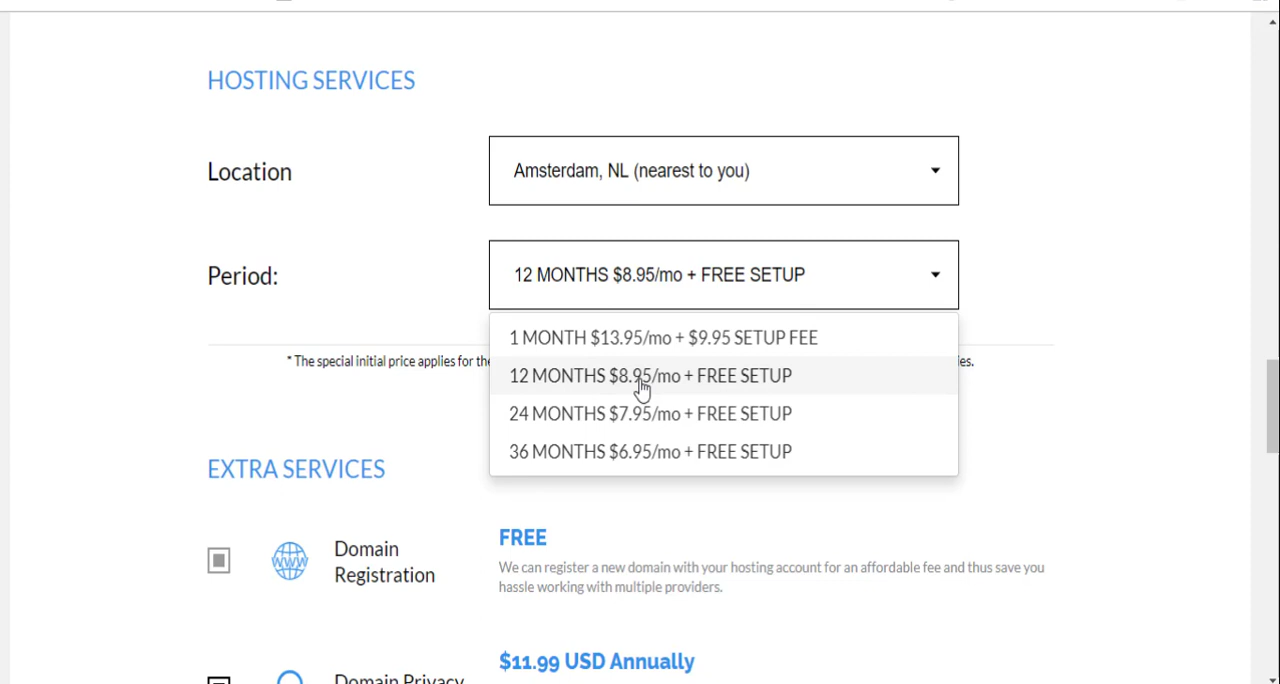 HOSTING SERVICES
Location
Amsterdam, NL (nearest to you)
Period:
12 MONTHS $8.95/mo + FREE SETUP
1 MONTH $13.95/mo + $9.95 SETUP FEE
12 MONTHS $8.95/mo + FREE SETUP
24 MONTHS $7.95/mo + FREE SETUP
36 MONTHS $6.95/mo + FREE SETUP
* The special initial price applies for the
EXTRA SERVICES
Domain
Registration
FREE
We can register a new domain with your hosting account for an affordable fee and thus save you
hassle working with multiple providers.
$11.99 USD Annually
Domain Privacy